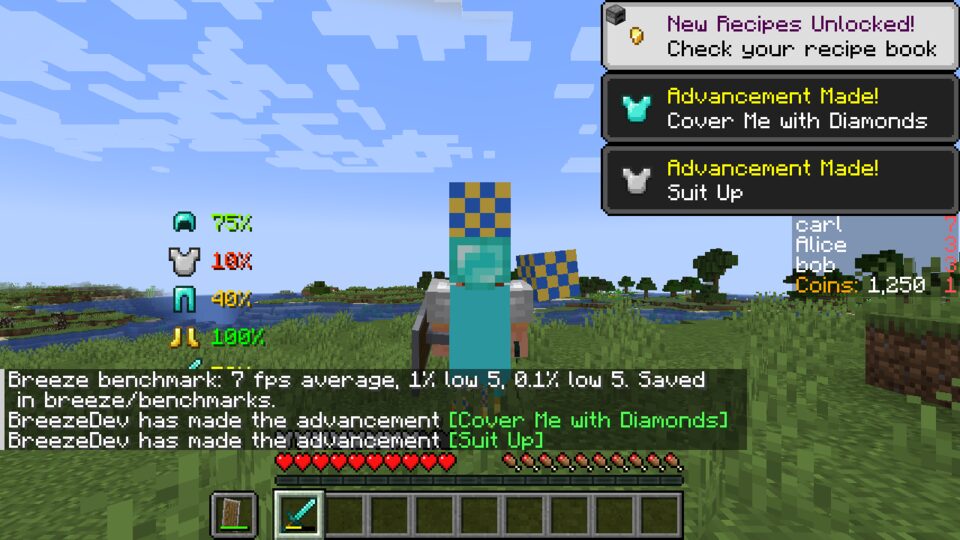 New Recipes Unlocked!
Check your recipe book
Advancement Made!
Cover Me with Diamonds
Advancement Made!
Suit Up
carl
Alice
bob
Coins: 1,250
75%
10%
40%
100%
Breeze benchmark: 7 fps average, 1% low 5, 0.1% low 5. Saved
in breeze/benchmarks.
BreezeDev has made the advancement [Cover Me with Diamonds]
BreezeDev has made the advancement [Suit Up]